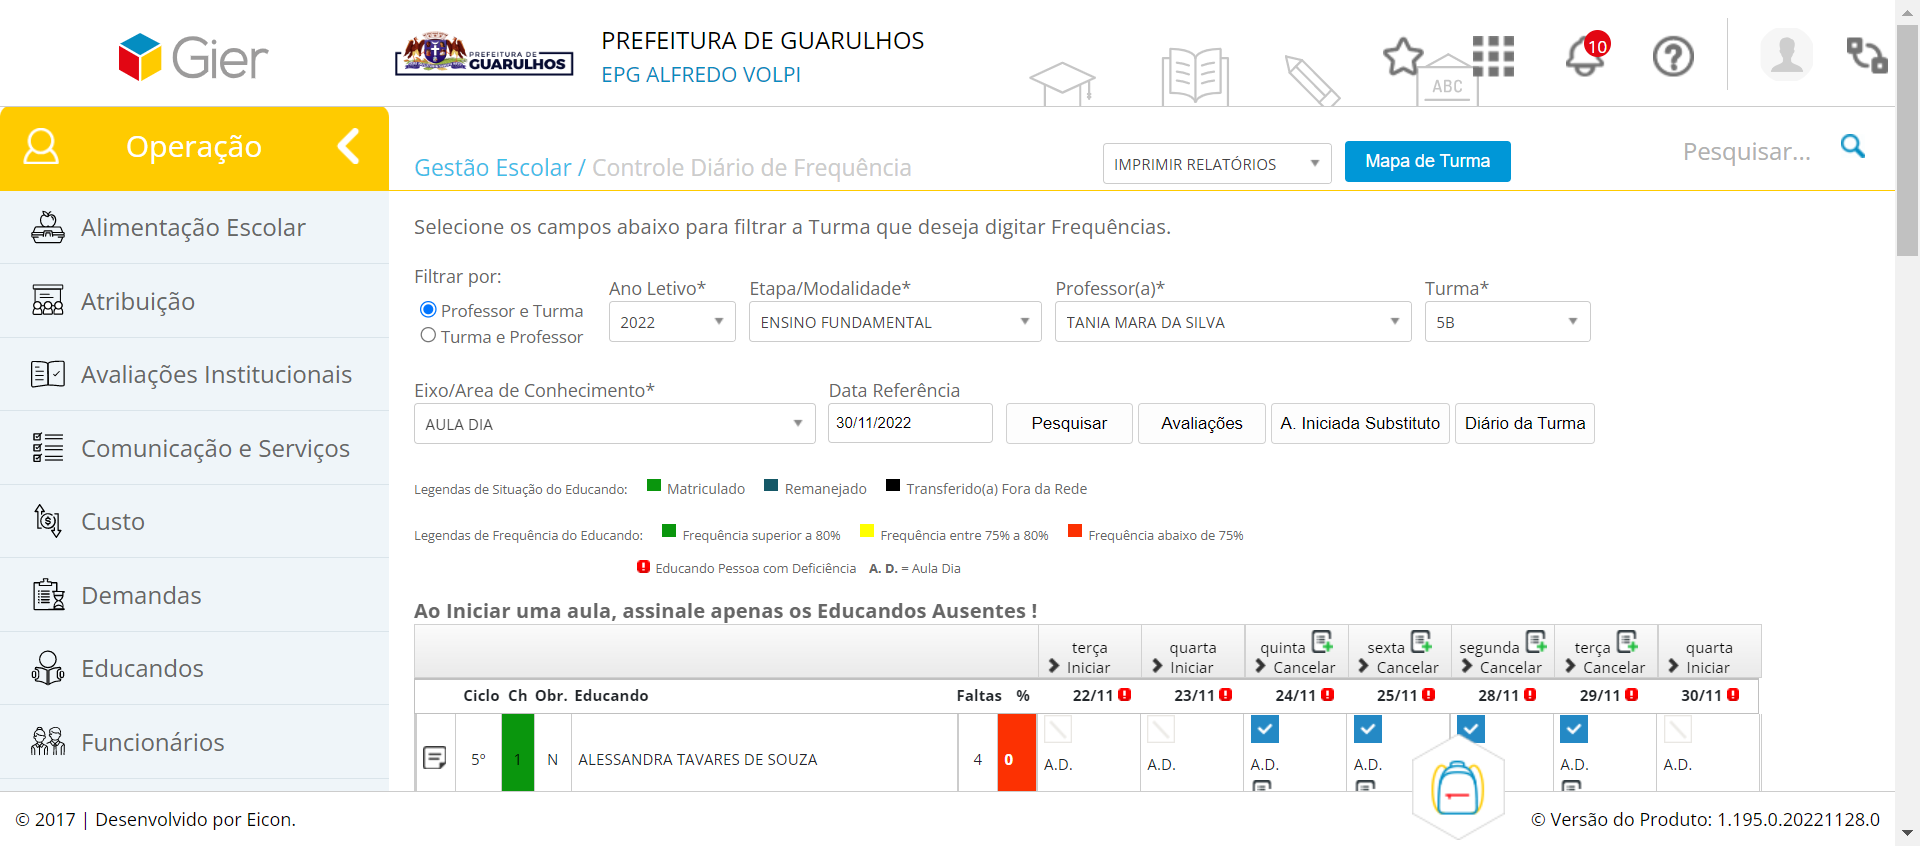 Gier
PREFEITURA DE
GUARULHOS
PREFEITURA DE GUARULHOS
EPG ALFREDO VOLPI
ABC
10
Operação
Gestão Escolar / Controle Diário de Frequência
IMPRIMIR RELATÓRIOS
Mapa de Turma
Pesquisar...
Alimentação Escolar
Atribuição
Avaliações Institucionais
Comunicação e Serviços
Custo
Demandas
Educandos
Funcionários
Selecione os campos abaixo para filtrar a Turma que deseja digitar Frequências.
Filtrar por:
Professor e Turma
Turma e Professor
Ano Letivo*
2022
Etapa/Modalidade*
ENSINO FUNDAMENTAL
Professor(a)*
TANIA MARA DA SILVA
Turma*
5B
Eixo/Area de Conhecimento*
AULA DIA
Data Referência
30/11/2022
Pesquisar
Avaliações
A. Iniciada Substituto
Diário da Turma
Legendas de Situação do Educando: Matriculado Remanejado Transferido(a) Fora da Rede
Legendas de Frequência do Educando: Frequência superior a 80% Frequência entre 75% a 80% Frequência abaixo de 75%
Educando Pessoa com Deficiência A. D. = Aula Dia
Ao Iniciar uma aula, assinale apenas os Educandos Ausentes !
terça quarta quinta sexta segunda terça quarta
Iniciar Iniciar Cancelar Cancelar Cancelar Cancelar Iniciar
Ciclo Ch Obr. Educando Faltas % 22/11 23/11 24/11 25/11 28/11 29/11 30/11
5º 1 N ALESSANDRA TAVARES DE SOUZA 4 0 A.D. A.D. A.D. A.D. A.D. A.D.
© 2017 | Desenvolvido por Eicon.
© Versão do Produto: 1.195.0.20221128.0